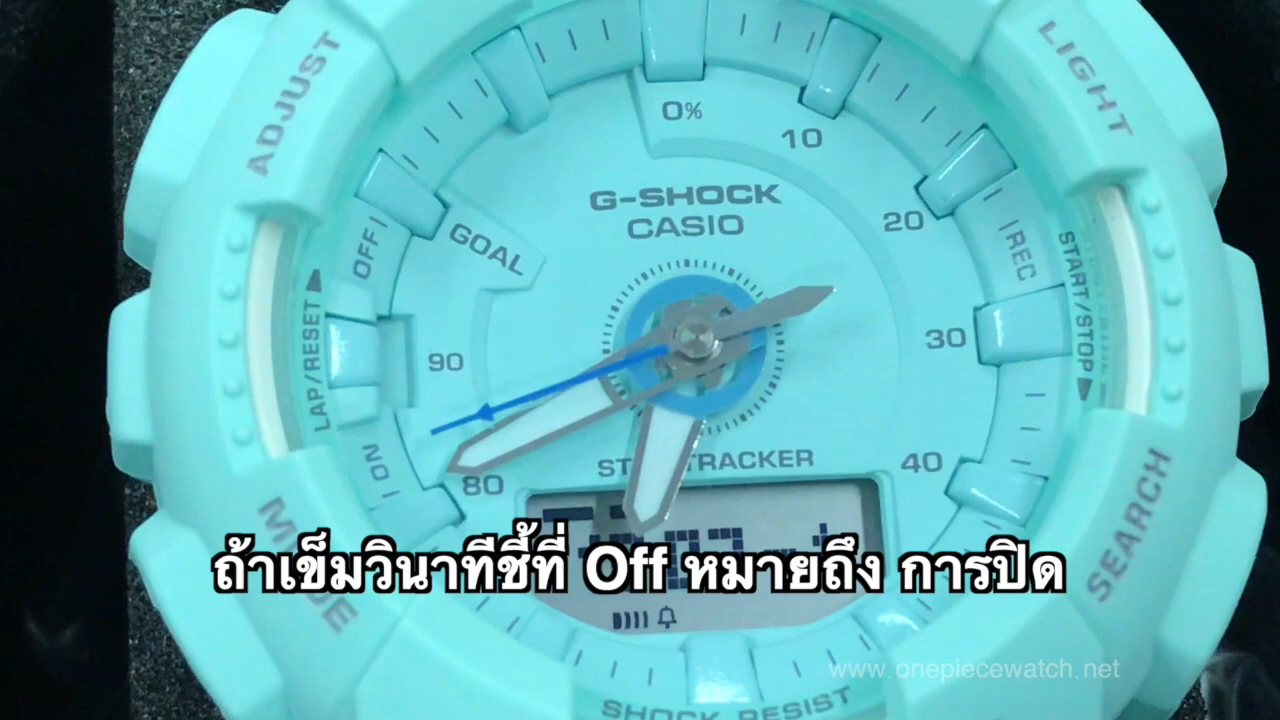 ADJUST
LIGHT
0%
10
G-SHOCK
CASIO
20
GOAL
OFF
REC
START/STOP
LAP/RESET
90
30
ON
80
STEP TRACKER
40
SEARCH
ถ้าเข็มวินาทีชี้ที่ Off หมายถึง การปิด
www.onepiecewatch.net
SHOCK RESIST